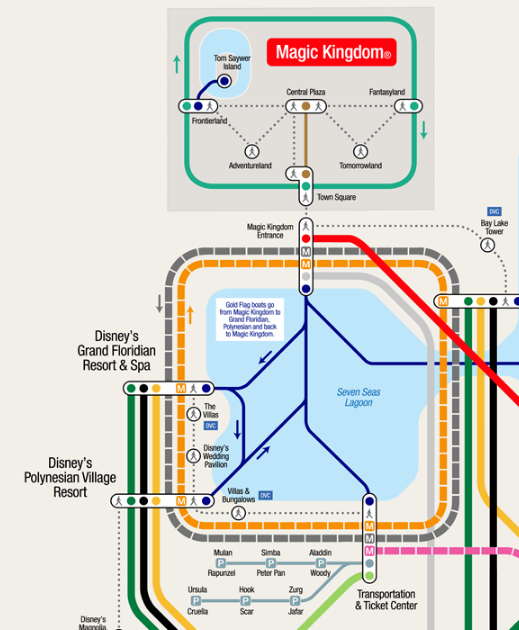 Tom Saywer
Island
Magic Kingdom®
Central Plaza
Fantasyland
Frontierland
Adventureland
Tomorrowland
Town Square
Magic Kingdom
Entrance
DVC
Bay Lake
Tower
M
M
M
Gold Flag boats go
from Magic Kingdom to
Grand Floridian,
Polynesian and back
to Magic Kingdom.
Disney's
Grand Floridian
Resort & Spa
M
Seven Seas
Lagoon
The
Villas
DVC
Disney's
Wedding
Pavilion
Disney's
Polynesian Village
Resort
M
Villas &
Bungalows
DVC
M
M
M
Mulan
Simba
Aladdin
P
P
P
Rapunzel
Peter Pan
Woody
Ursula
Hook
Zurg
P
P
P
Cruella
Scar
Jafar
Transportation
& Ticket Center
Disney's
Magnolia